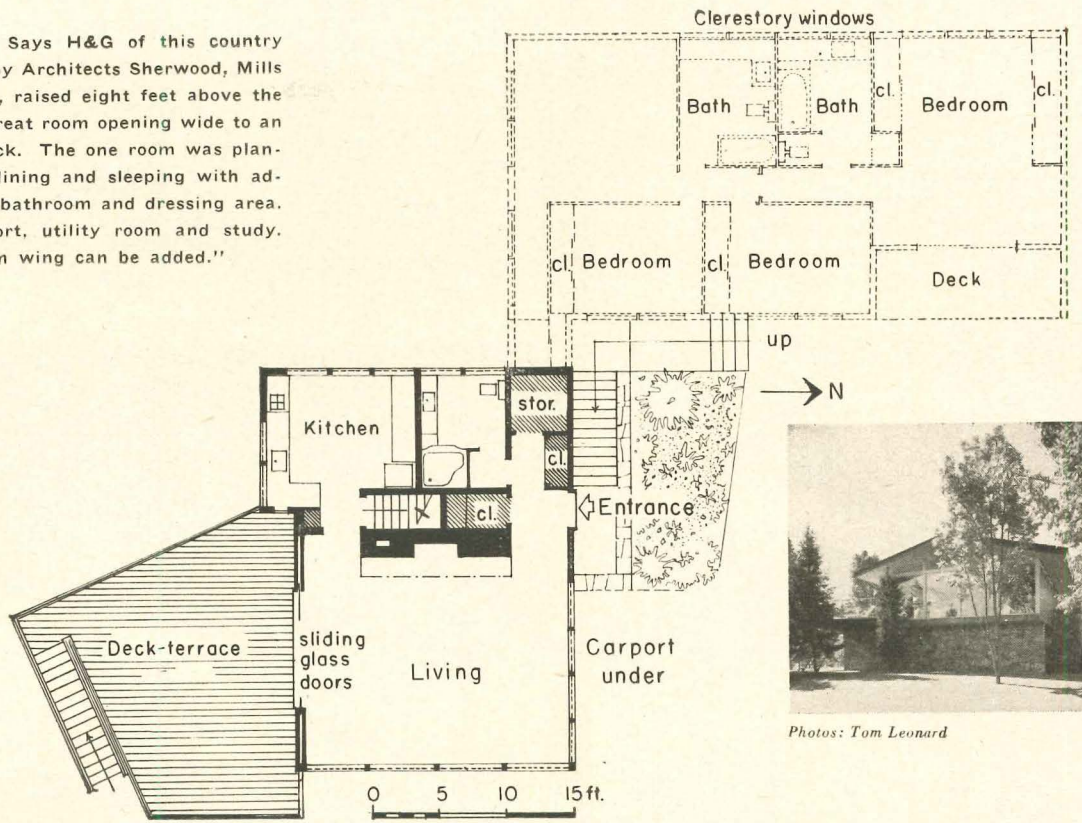 Says H&G of this country
y Architects Sherwood, Mills
, raised eight feet above the
reat room opening wide to an
ck. The one room was plan-
lining and sleeping with ad-
bathroom and dressing area.
ort, utility room and study.
n wing can be added."
Clerestory windows
Bath
Bath
cl.
Bedroom
cl.
cl.
Bedroom
cl.
Bedroom
Deck
up
N
Kitchen
stor.
cl.
cl.
Entrance
Deck-terrace
sliding
glass
doors
Living
Carport
under
0 5 10 15 ft.
Photos: Tom Leonard